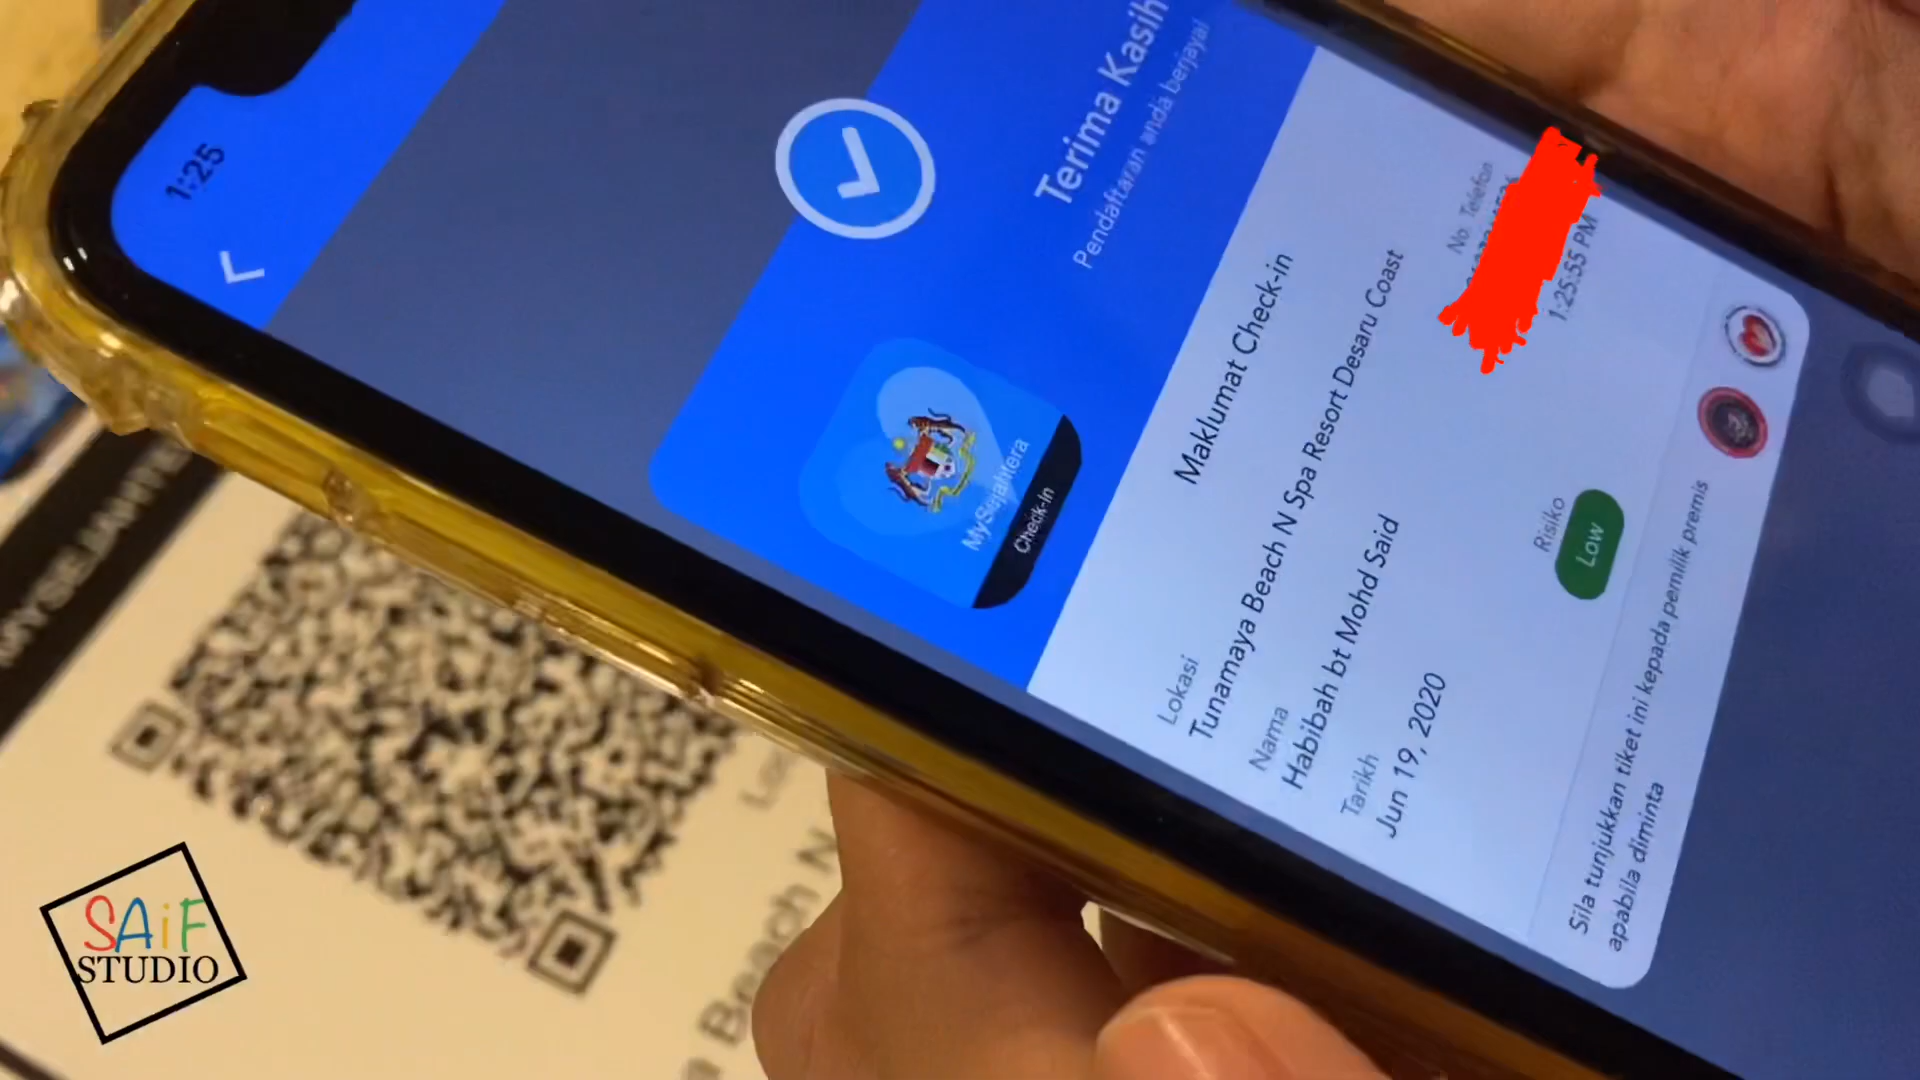 1:25
Terima Kasih
Pendaftaran anda berjaya!
MySejahtera
Check-In
Maklumat Check-in
Lokasi
Tunamaya Beach N Spa Resort Desaru Coast
Nama
Habibah bt Mohd Said
No. Telefon
Tarikh
Jun 19, 2020
1:25:55 PM
Risiko
Low
Sila tunjukkan tiket ini kepada pemilik premis
apabila diminta
MYSEJAHTE
Beach N
SAiF
STUDIO